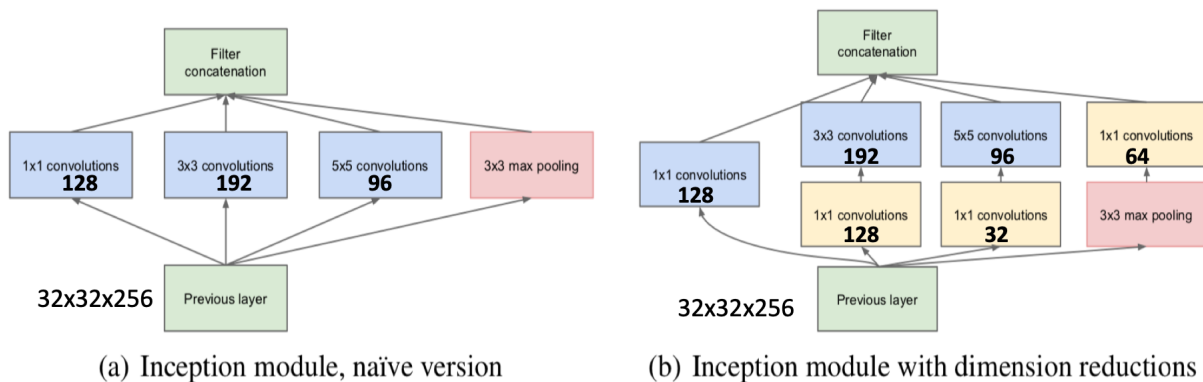 Filter
concatenation
1x1 convolutions
128
3x3 convolutions
192
5x5 convolutions
96
3x3 max pooling
32x32x256
Previous layer
(a) Inception module, naïve version
Filter
concatenation
3x3 convolutions
192
5x5 convolutions
96
1x1 convolutions
64
1x1 convolutions
128
1x1 convolutions
128
1x1 convolutions
32
3x3 max pooling
32x32x256
Previous layer
(b) Inception module with dimension reductions